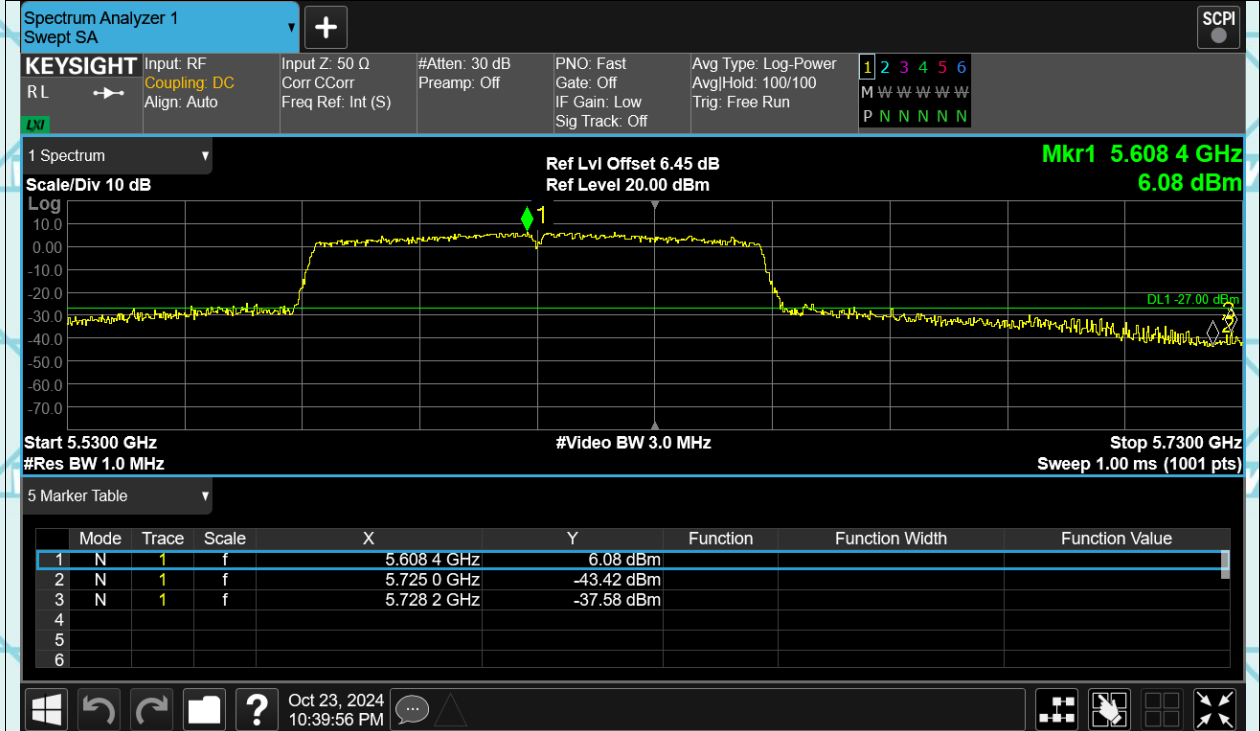 Spectrum Analyzer 1
Swept SA
+
SCPI
KEYSIGHT
R L
LXI
Input: RF
Coupling: DC
Align: Auto
Input Z: 50 Ω
Corr CCorr
Freq Ref: Int (S)
#Atten: 30 dB
Preamp: Off
PNO: Fast
Gate: Off
IF Gain: Low
Sig Track: Off
Avg Type: Log-Power
Avg|Hold: 100/100
Trig: Free Run
1 2 3 4 5 6
M W W W W W
P N N N N N
1 Spectrum
Scale/Div 10 dB
Ref Lvl Offset 6.45 dB
Ref Level 20.00 dBm
Mkr1 5.608 4 GHz
6.08 dBm
Log
10.0
0.00
-10.0
-20.0
-30.0
-40.0
-50.0
-60.0
-70.0
1
DL1 -27.00 dBm
3
2
Start 5.5300 GHz
#Video BW 3.0 MHz
Stop 5.7300 GHz
#Res BW 1.0 MHz
Sweep 1.00 ms (1001 pts)
5 Marker Table
Mode Trace Scale X Y Function Function Width Function Value
1 N 1 f 5.608 4 GHz 6.08 dBm
2 N 1 f 5.725 0 GHz -43.42 dBm
3 N 1 f 5.728 2 GHz -37.58 dBm
4
5
6
?
Oct 23, 2024
10:39:56 PM